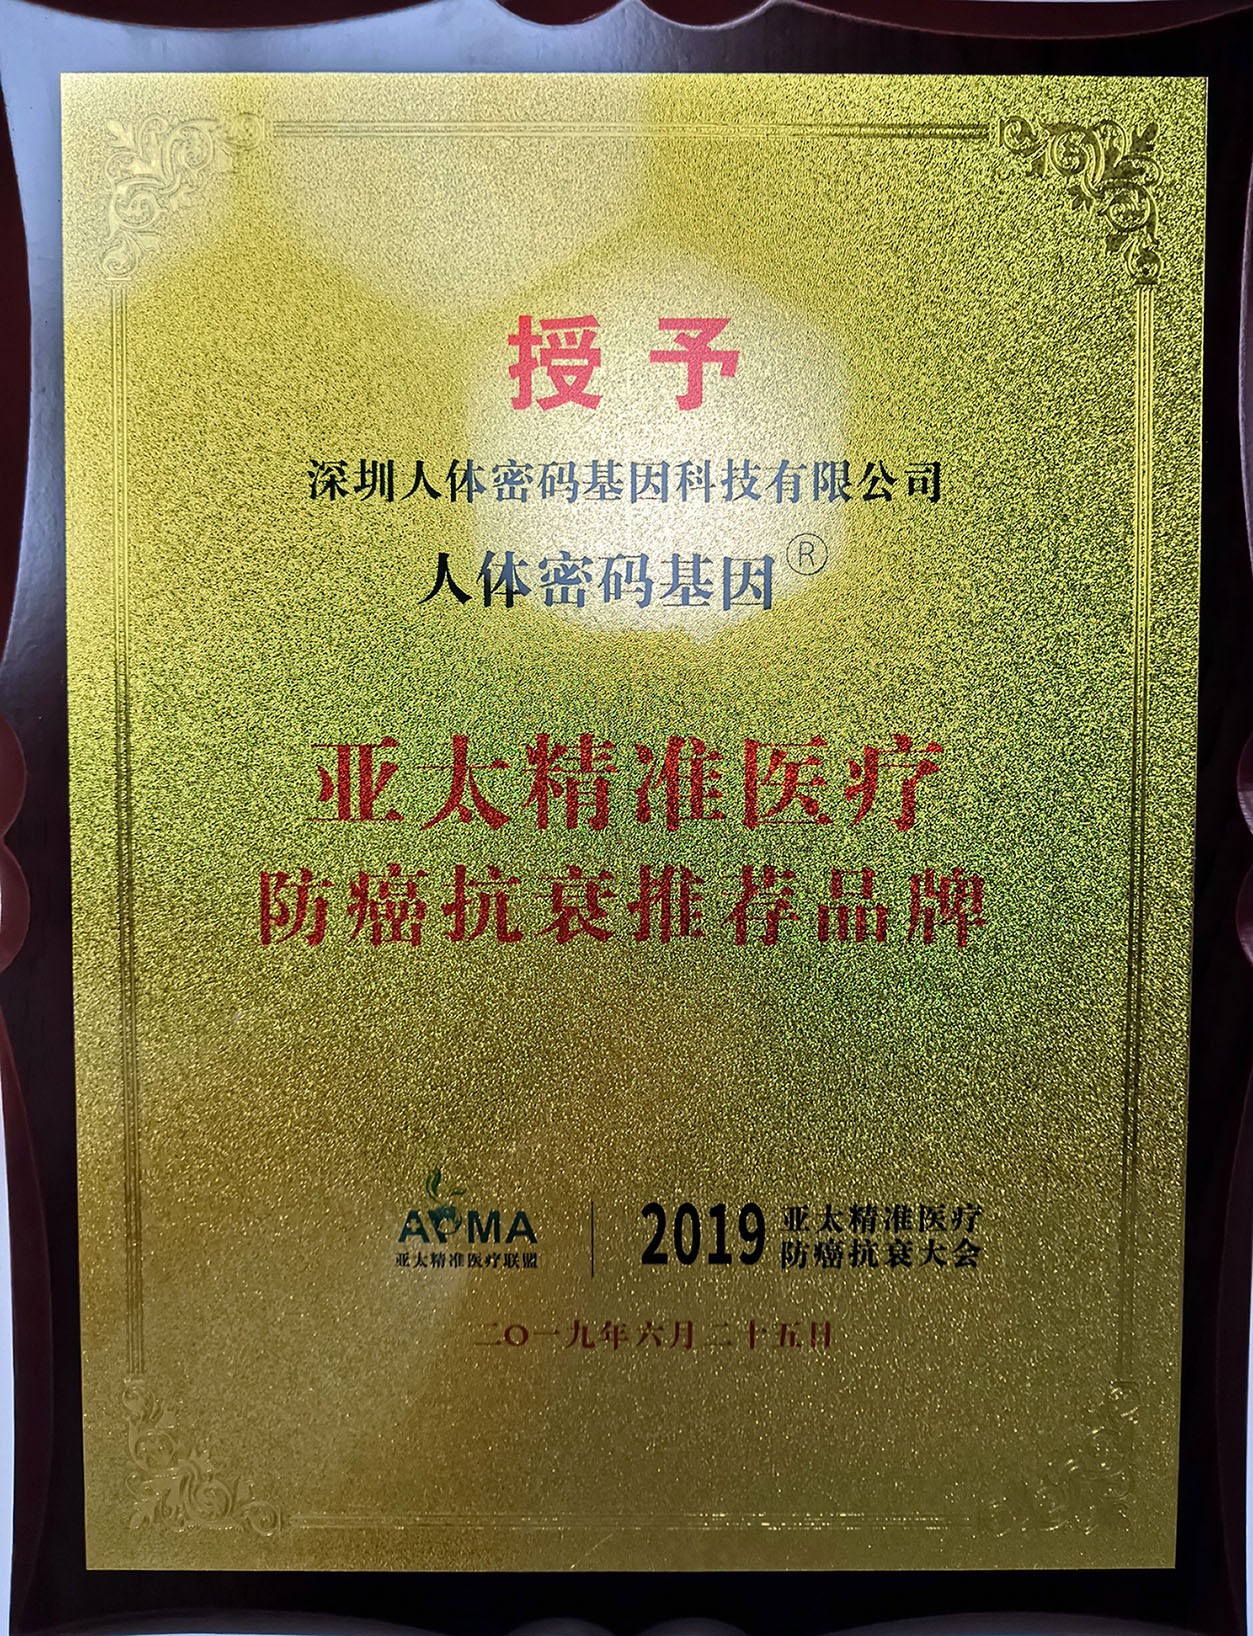 授予
深圳人体密码基因科技有限公司
人体密码基因®
亚太精准医疗
防癌抗衰推荐品牌
APMA
亚太精准医疗联盟
2019 亚太精准医疗
防癌抗衰大会
二〇一九年六月二十五日